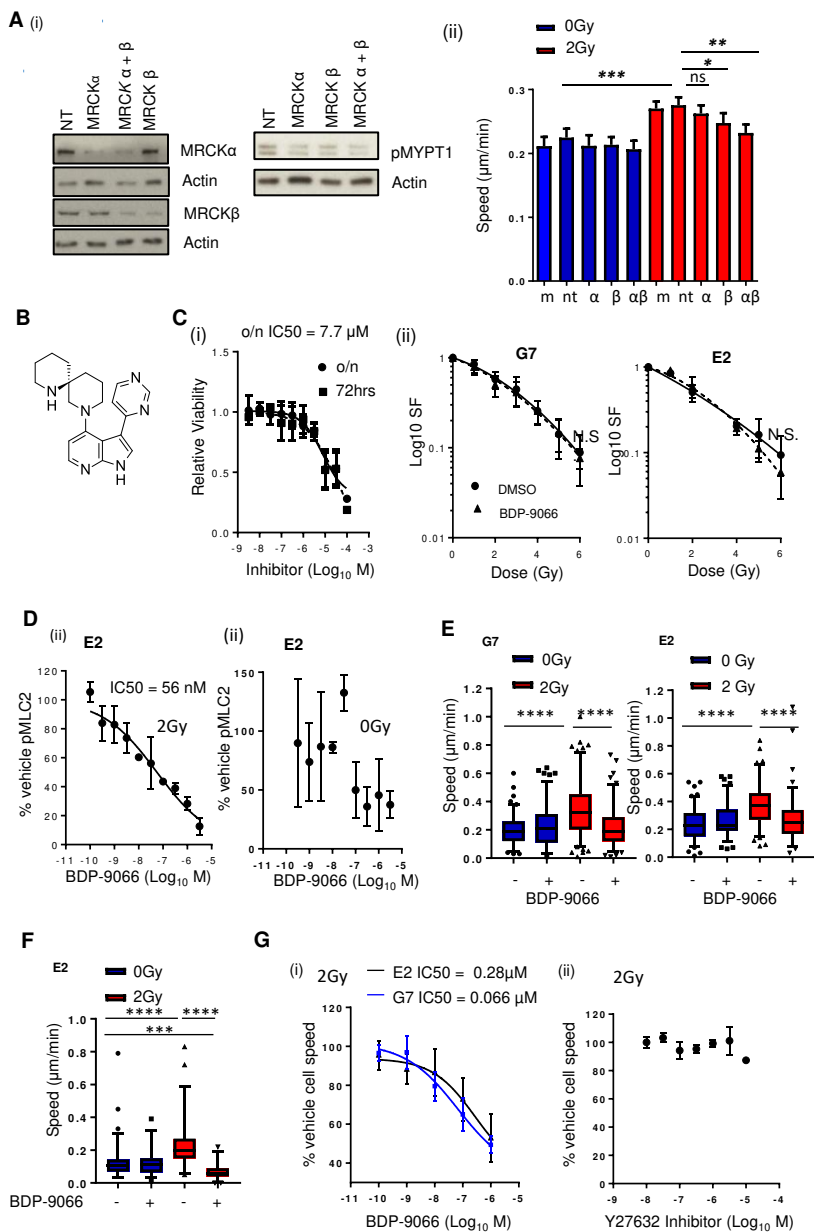 A (i)
NT
MRCKα
MRCK α + β
MRCK β
MRCKα
Actin
MRCKβ
Actin
NT
MRCKα
MRCK β
MRCK α + β
pMYPT1
Actin
(ii)
0Gy
2Gy
***
**
*
ns
Speed (μm/min)
0.3
0.2
0.1
0.0
m nt α β αβ m nt α β αβ
B
N
H
N
N
N
N
N
H
C
(i)
o/n IC50 = 7.7 μM
o/n
72hrs
Relative Viability
1.5
1.0
0.5
0.0
-9 -8 -7 -6 -5 -4 -3
Inhibitor (Log10 M)
(ii)
G7
Log10 SF
1
0.1
0.01
N.S
DMSO
BDP-9066
0 2 4 6
Dose (Gy)
E2
Log10 SF
1
0.1
0.01
N.S.
0 2 4 6
Dose (Gy)
D
(ii)
E2
IC50 = 56 nM
2Gy
% vehicle pMLC2
120
100
80
60
40
20
0
-11 -10 -9 -8 -7 -6 -5
BDP-9066 (Log10 M)
(ii)
E2
0Gy
% vehicle pMLC2
150
100
50
0
-11 -10 -9 -8 -7 -6 -5
BDP-9066 (Log10 M)
E
G7
0Gy
2Gy
**** ****
Speed (μm/min)
1.2
1.0
0.8
0.6
0.4
0.2
0.0
- + - +
BDP-9066
E2
0 Gy
2 Gy
**** ****
Speed (μm/min)
1.2
1.0
0.8
0.6
0.4
0.2
0.0
- + - +
BDP-9066
F
E2
0Gy
2Gy
**** ****
***
Speed (μm/min)
1.0
0.8
0.6
0.4
0.2
0.0
BDP-9066 - + - +
G
(i)
2Gy
E2 IC50 = 0.28μM
G7 IC50 = 0.066 μM
% vehicle cell speed
120
100
80
60
40
-11 -10 -9 -8 -7 -6 -5
BDP-9066 (Log10 M)
(ii)
2Gy
% vehicle cell speed
120
100
80
60
40
20
0
-9 -8 -7 -6 -5 -4
Y27632 Inhibitor (Log10 M)